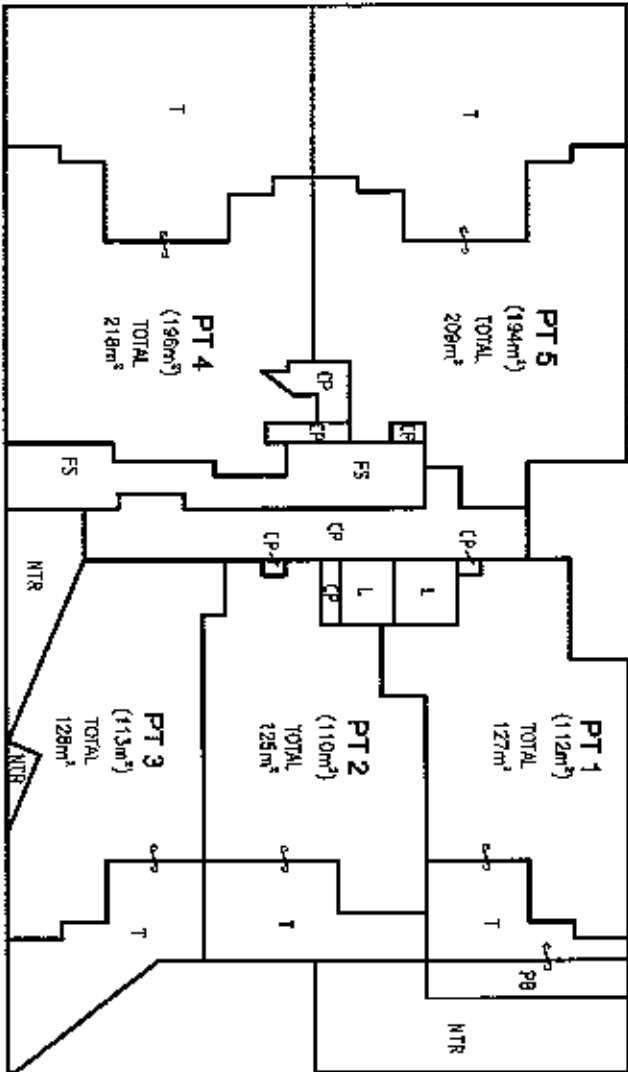 T
PT 5
(194m²)
TOTAL
209m²
CP
CP
L
L
PT 1
(112m²)
TOTAL
127m²
T
PB
NTR
T
PT 4
(196m²)
TOTAL
218m²
CP
CP
FS
FS
CP
CP
CP
PT 2
(110m²)
TOTAL
125m²
T
NTR
NTR
PT 3
(113m²)
TOTAL
128m²
T